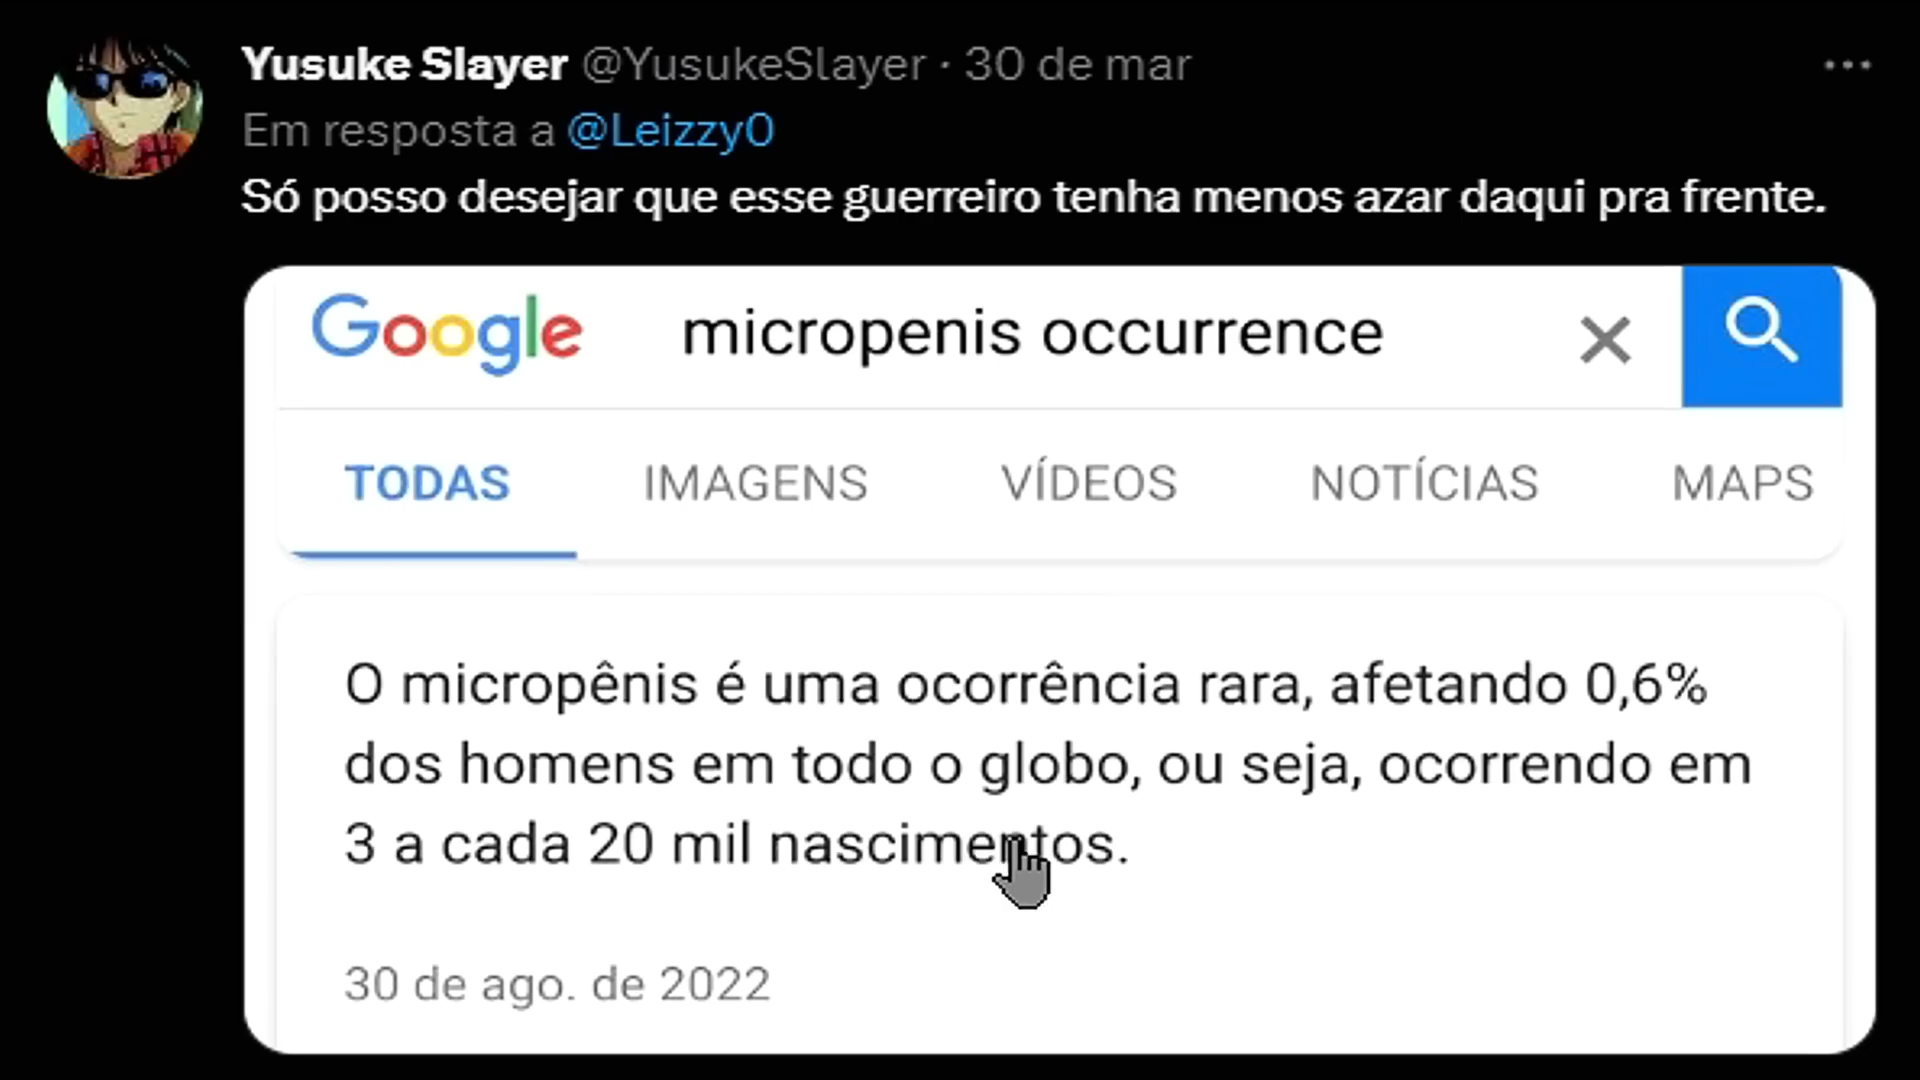 Yusuke Slayer @YusukeSlayer · 30 de mar
Em resposta a @Leizzy0
Só posso desejar que esse guerreiro tenha menos azar daqui pra frente.
Google micropenis occurrence
TODAS IMAGENS VÍDEOS NOTÍCIAS MAPS
O micropênis é uma ocorrência rara, afetando 0,6%
dos homens em todo o globo, ou seja, ocorrendo em
3 a cada 20 mil nascimentos.
30 de ago. de 2022